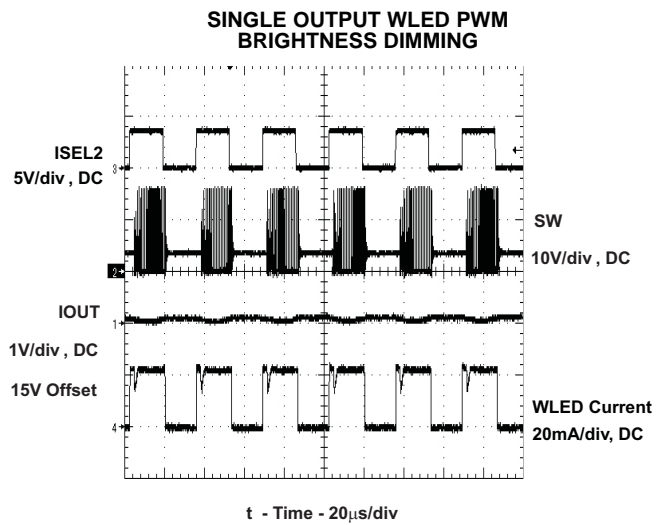 SINGLE OUTPUT WLED PWM
BRIGHTNESS DIMMING
ISEL2
5V/div , DC
3
SW
10V/div , DC
2
IOUT
1V/div , DC
15V Offset
1
WLED Current
20mA/div, DC
4
t - Time - 20μs/div